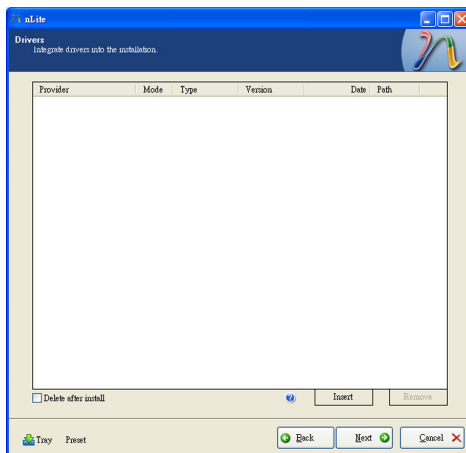 nLite
Drivers
Integrate drivers into the installation.
Provider Mode Type Version Date Path
Delete after install
Insert Remove
Tray Preset Back Next Cancel